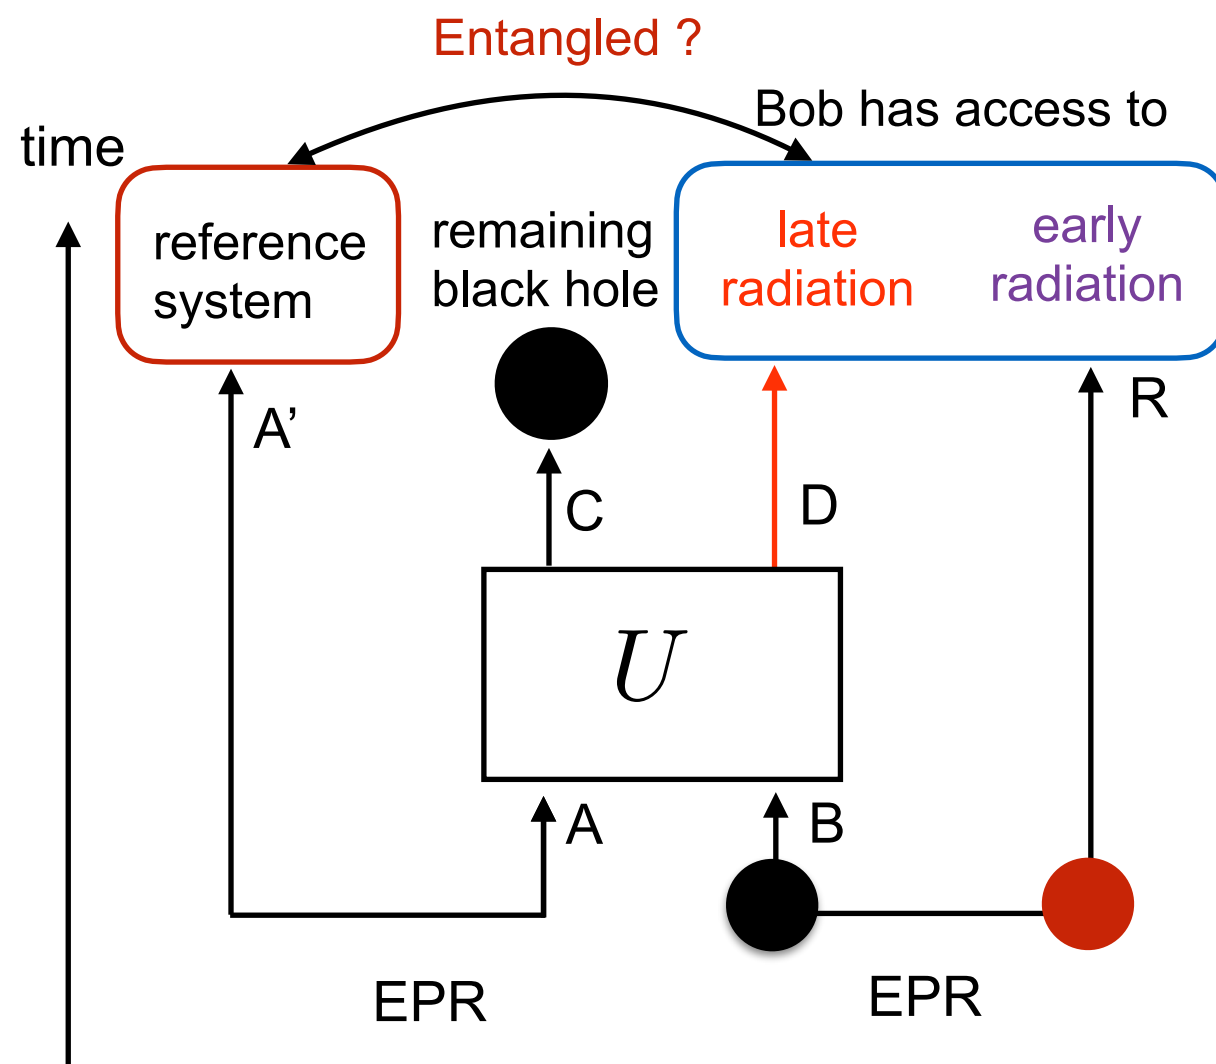 Entangled ?
Bob has access to
time
reference
system
remaining
black hole
late
radiation
early
radiation
A’
R
C
D
U
A
B
EPR
EPR